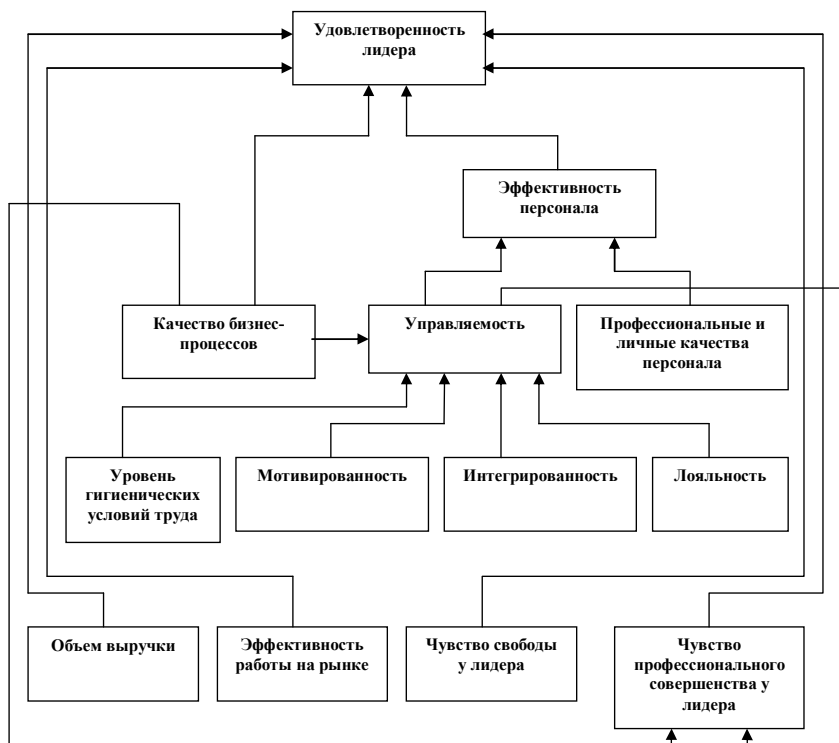 Удовлетворенность
лидера
Эффективность
персонала
Качество бизнес-
процессов
Управляемость
Профессиональные и
личные качества
персонала
Уровень
гигиенических
условий труда
Мотивированность
Интегрированность
Лояльность
Объем выручки
Эффективность
работы на рынке
Чувство свободы
у лидера
Чувство
профессионального
совершенства у
лидера